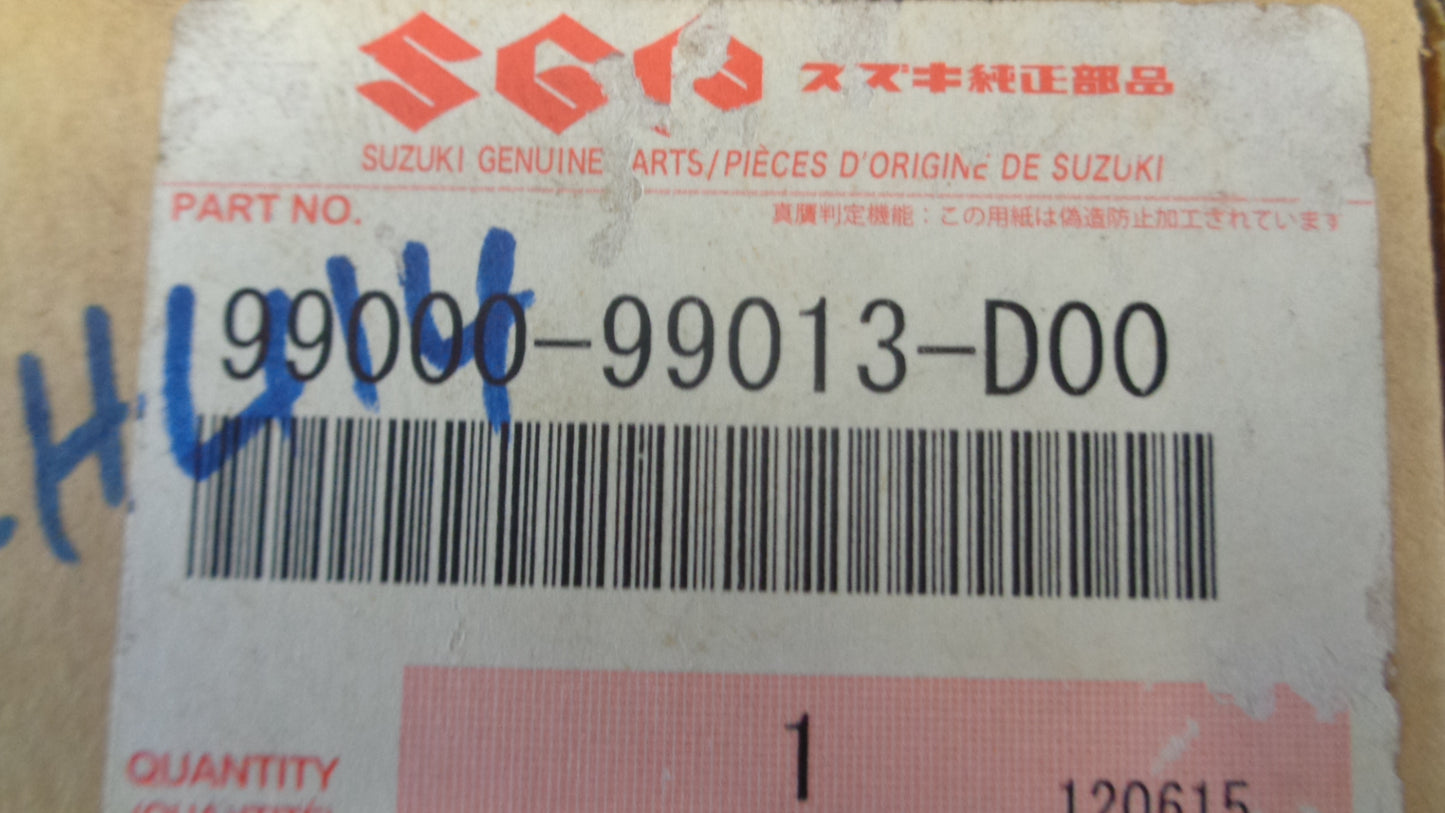 SGP スズキ純正部品
SUZUKI GENUINE ARTS/PIÈCES D'ORIGINE DE SUZUKI
PART NO.
真贋判定機能：この用紙は偽造防止加工されています
99000-99013-D00
QUANTITY
1
120615